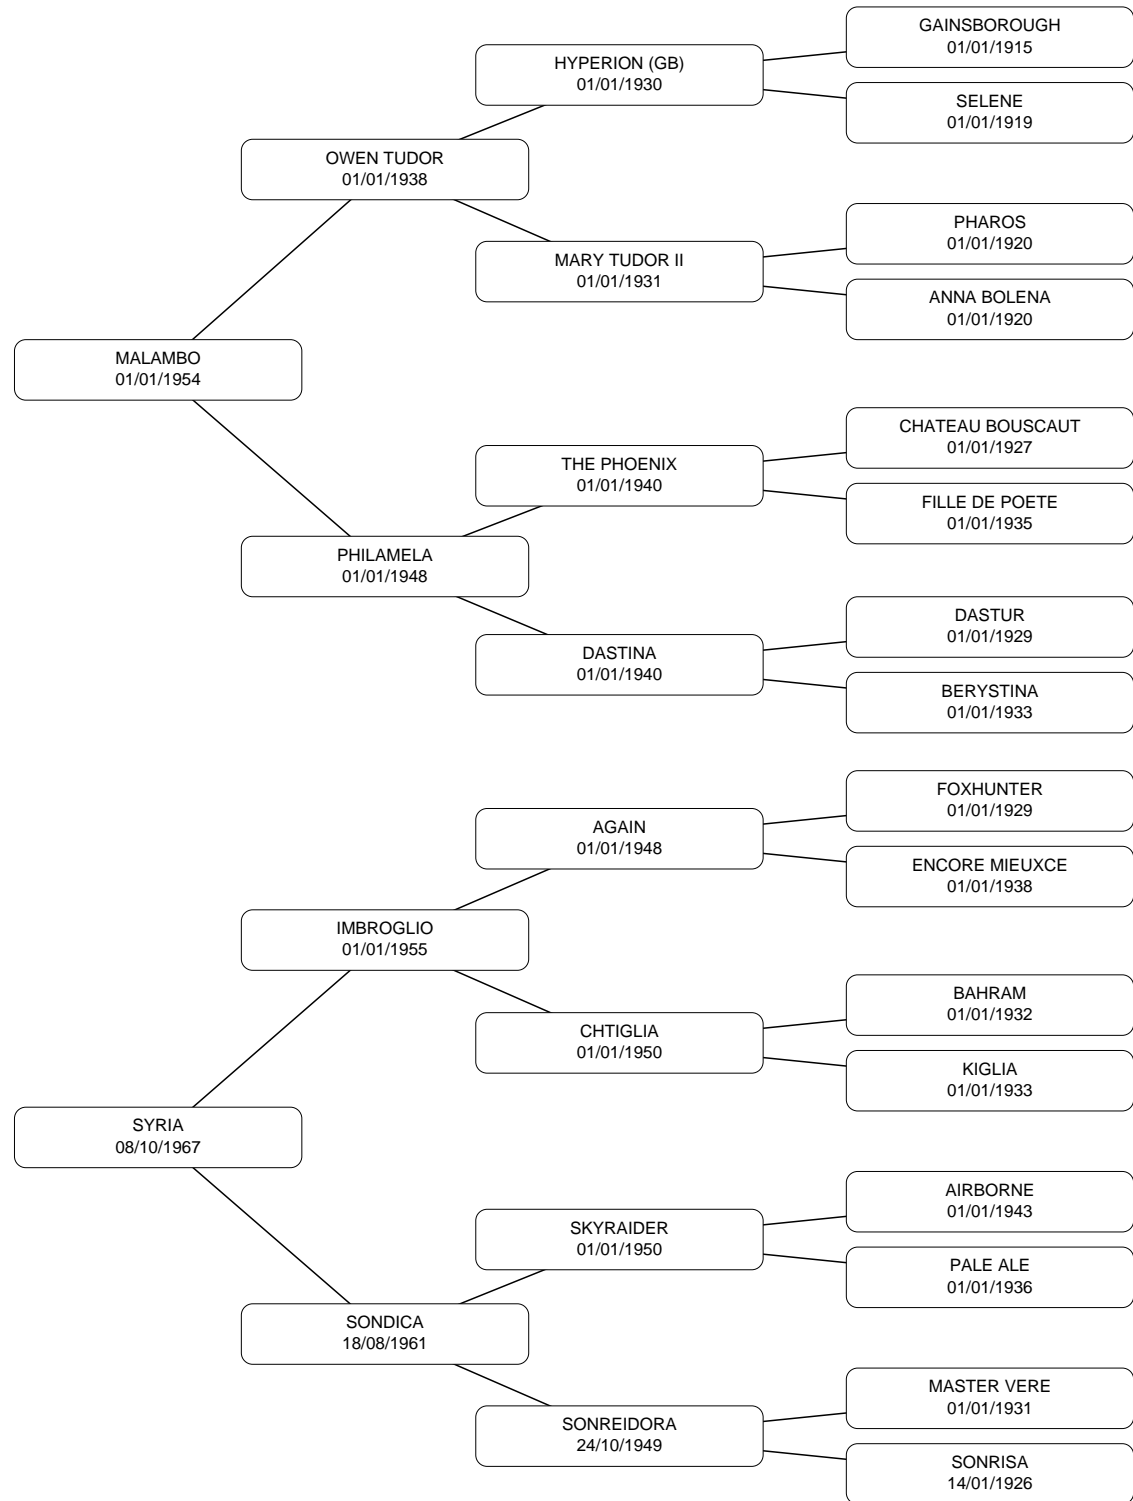 GAINSBOROUGH
01/01/1915
HYPERION (GB)
01/01/1930
SELENE
01/01/1919
OWEN TUDOR
01/01/1938
PHAROS
01/01/1920
MARY TUDOR II
01/01/1931
ANNA BOLENA
01/01/1920
MALAMBO
01/01/1954
CHATEAU BOUSCAUT
01/01/1927
THE PHOENIX
01/01/1940
FILLE DE POETE
01/01/1935
PHILAMELA
01/01/1948
DASTUR
01/01/1929
DASTINA
01/01/1940
BERYSTINA
01/01/1933
FOXHUNTER
01/01/1929
AGAIN
01/01/1948
ENCORE MIEUXCE
01/01/1938
IMBROGLIO
01/01/1955
BAHRAM
01/01/1932
CHTIGLIA
01/01/1950
KIGLIA
01/01/1933
SYRIA
08/10/1967
AIRBORNE
01/01/1943
SKYRAIDER
01/01/1950
PALE ALE
01/01/1936
SONDICA
18/08/1961
MASTER VERE
01/01/1931
SONREIDORA
24/10/1949
SONRISA
14/01/1926